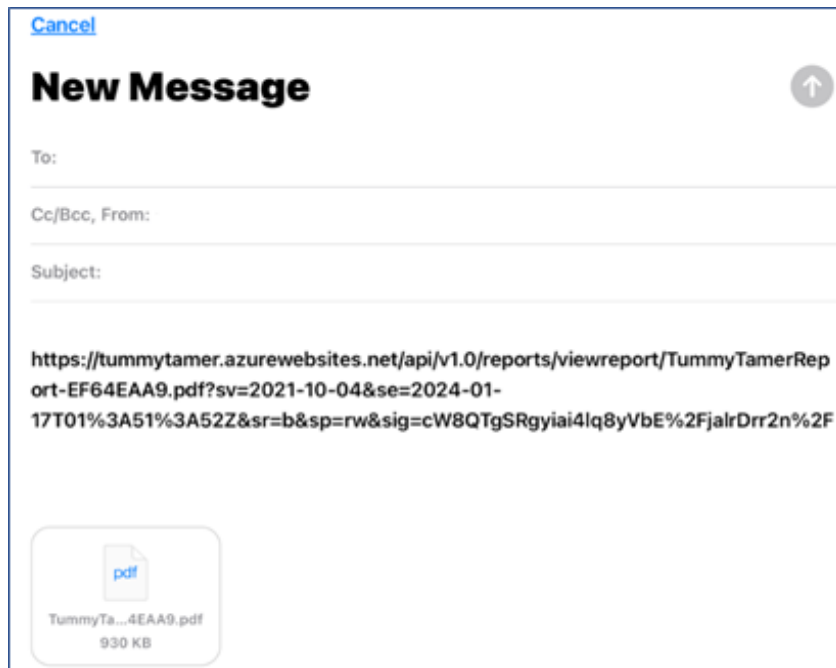 Cancel
New Message
To:
Cc/Bcc, From:
Subject:
https://tummytamer.azurewebsites.net/api/v1.0/reports/viewreport/TummyTamerRep
ort-EF64EAA9.pdf?sv=2021-10-04&se=2024-01-
17T01%3A51%3A52Z&sr=b&sp=rw&sig=cW8QTgSRgyiai4lq8yVbE%2FjalrDrr2n%2F
pdf
TummyTa...4EAA9.pdf
930 KB